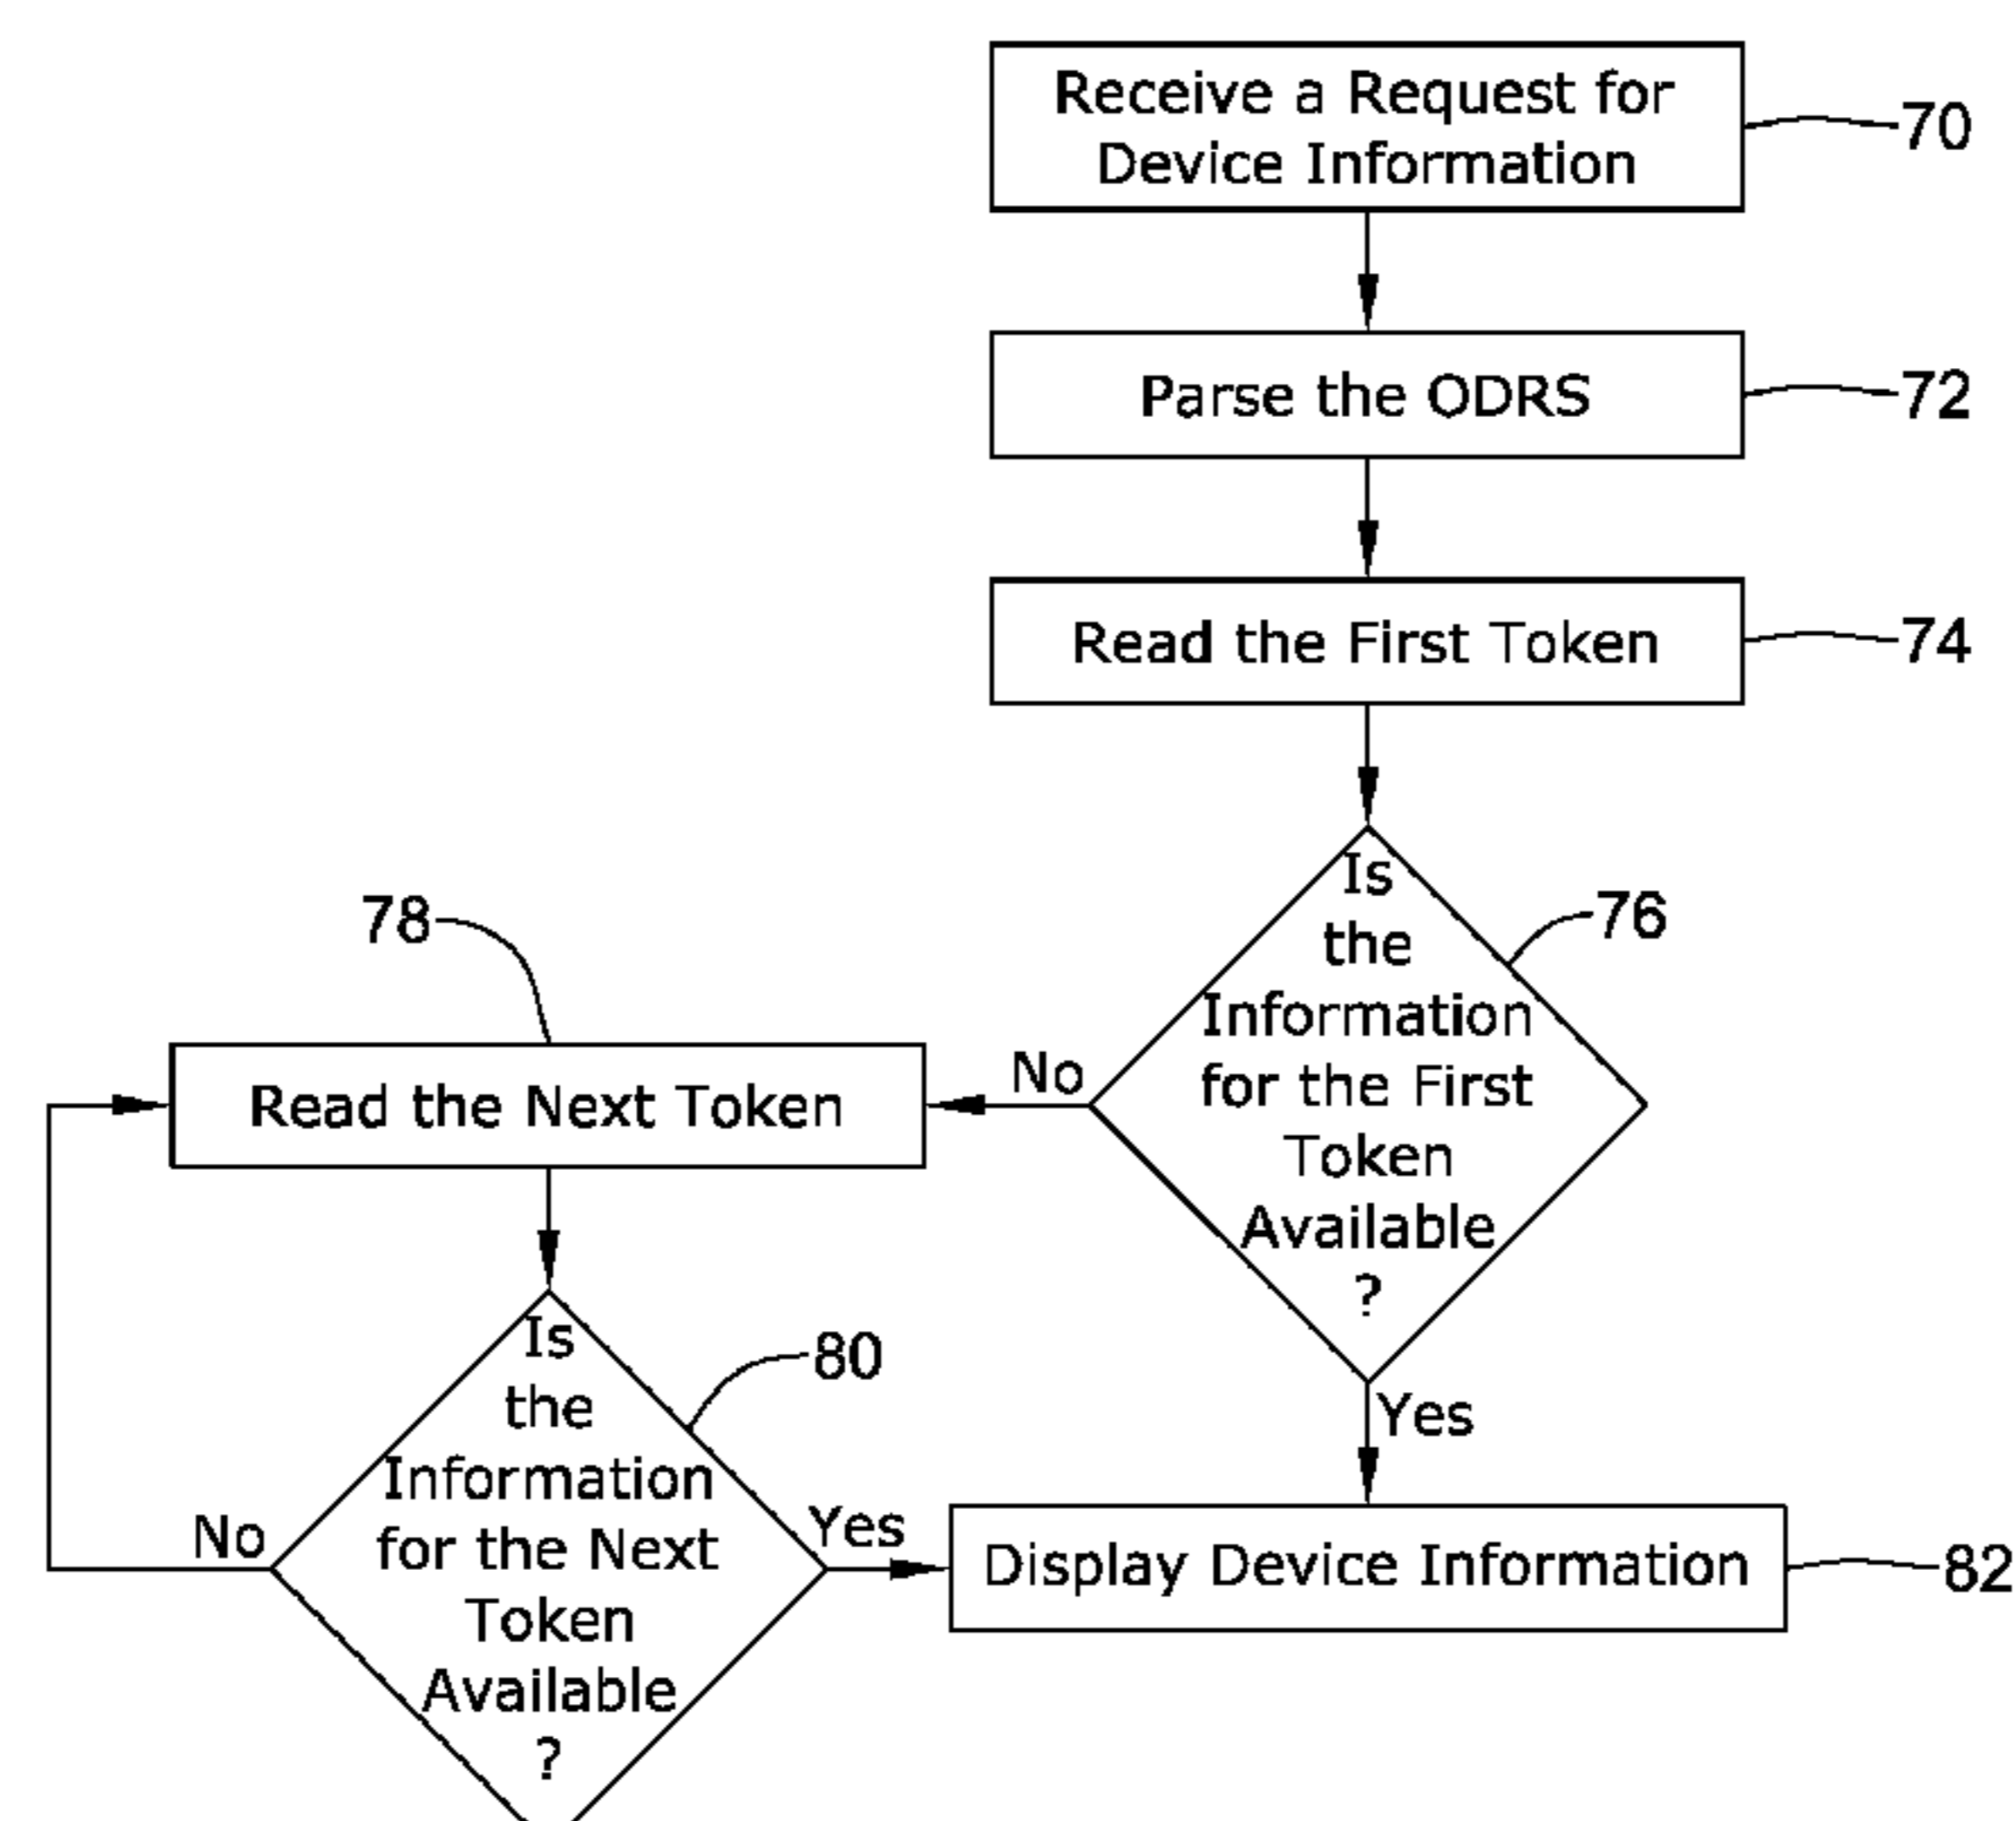 Receive a Request for
Device Information
70
Parse the ODRS
72
Read the First Token
74
Is
the
Information
for the First
Token
Available
?
76
No
Yes
78
Read the Next Token
Is
the
Information
for the Next
Token
Available
?
80
No
Yes
Display Device Information
82